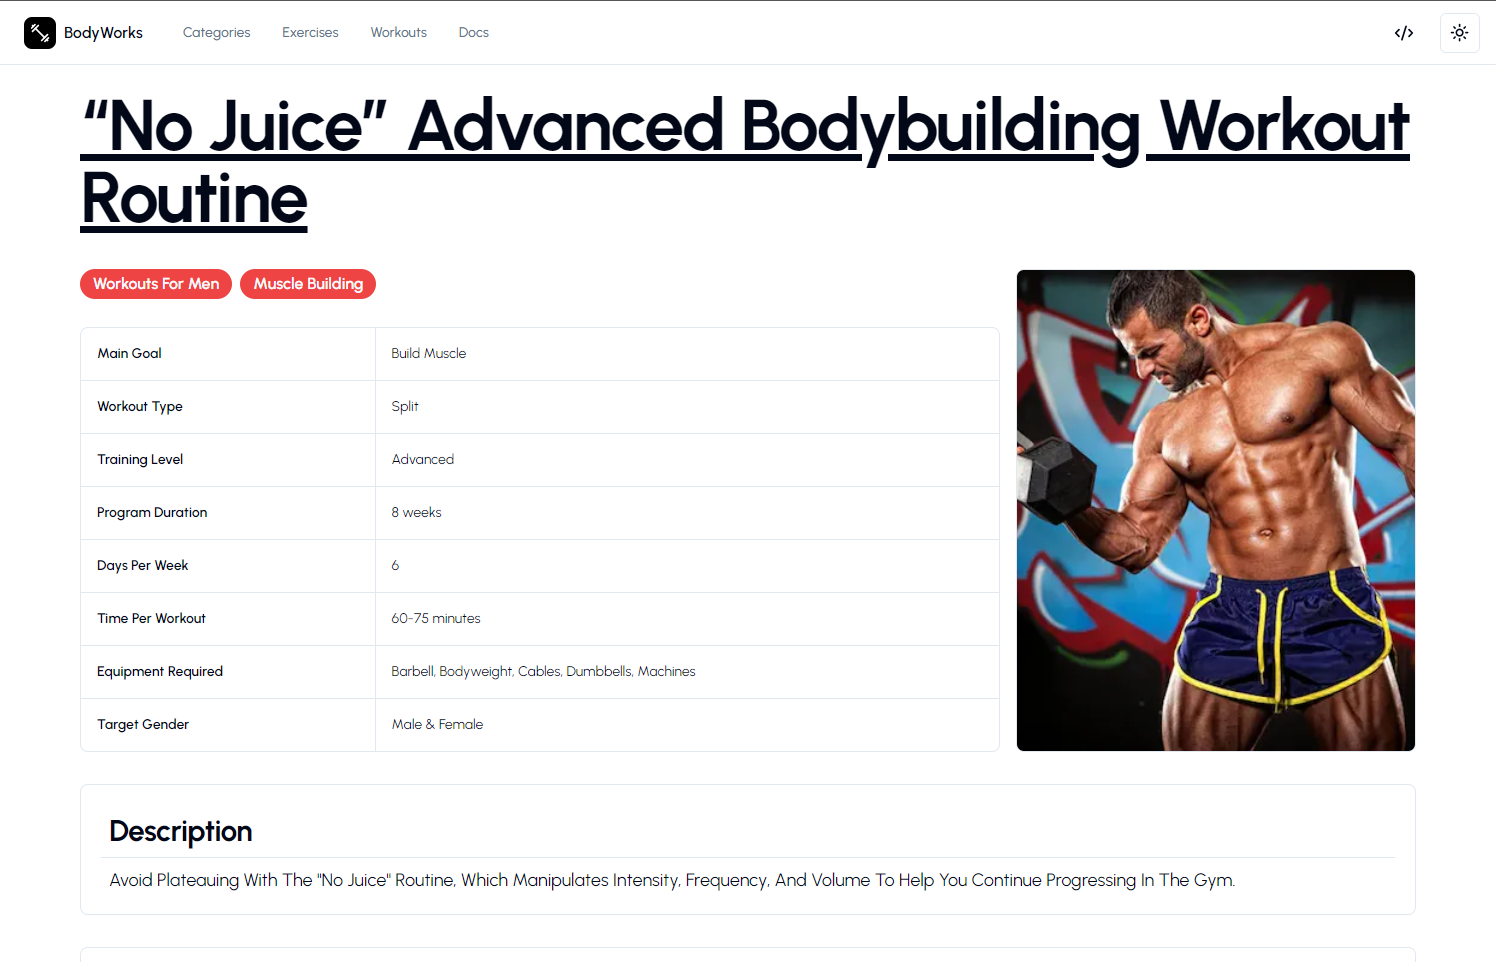 BodyWorks Categories Exercises Workouts Docs
“No Juice” Advanced Bodybuilding Workout
Routine
Workouts For Men Muscle Building
Main Goal Build Muscle
Workout Type Split
Training Level Advanced
Program Duration 8 weeks
Days Per Week 6
Time Per Workout 60-75 minutes
Equipment Required Barbell, Bodyweight, Cables, Dumbbells, Machines
Target Gender Male & Female
Description
Avoid Plateauing With The "No Juice" Routine, Which Manipulates Intensity, Frequency, And Volume To Help You Continue Progressing In The Gym.